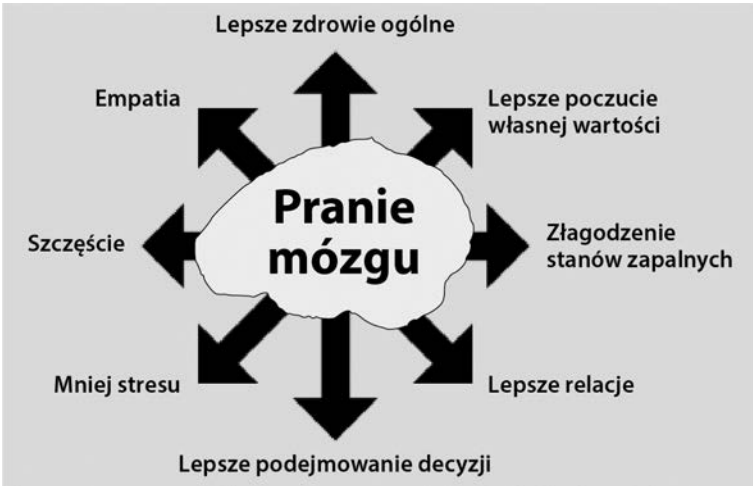 Lepsze zdrowie ogólne
Empatia
Lepsze poczucie
własnej wartości
Pranie
mózgu
Szczęście
Złagodzenie
stanów zapalnych
Mniej stresu
Lepsze relacje
Lepsze podejmowanie decyzji